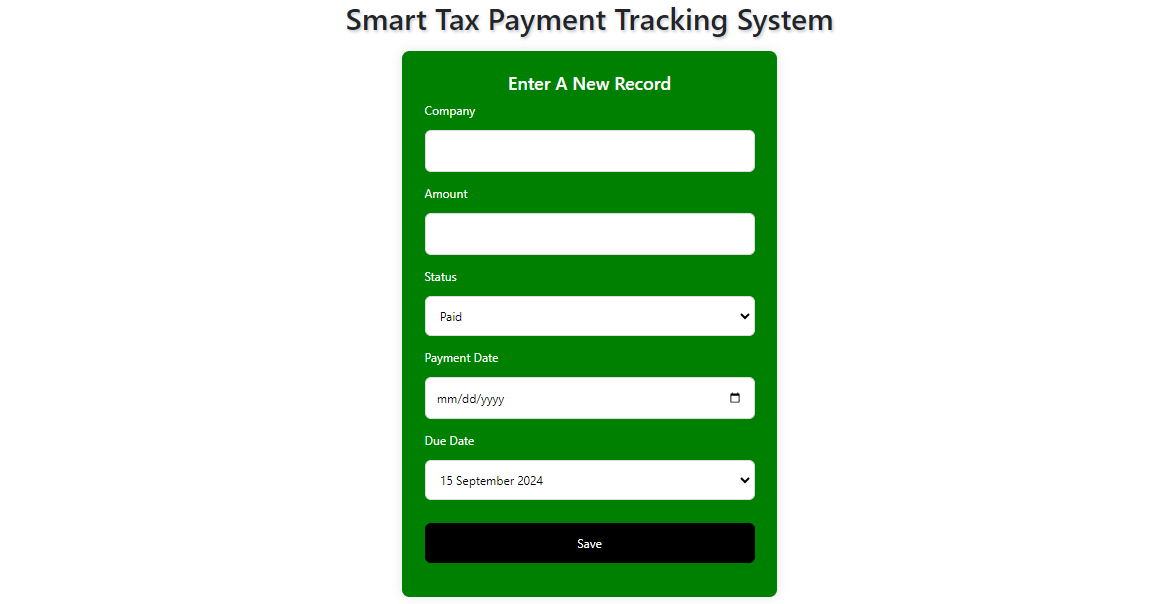 Smart Tax Payment Tracking System
Enter A New Record
Company
Amount
Status
Paid
Payment Date
mm/dd/yyyy
Due Date
15 September 2024
Save